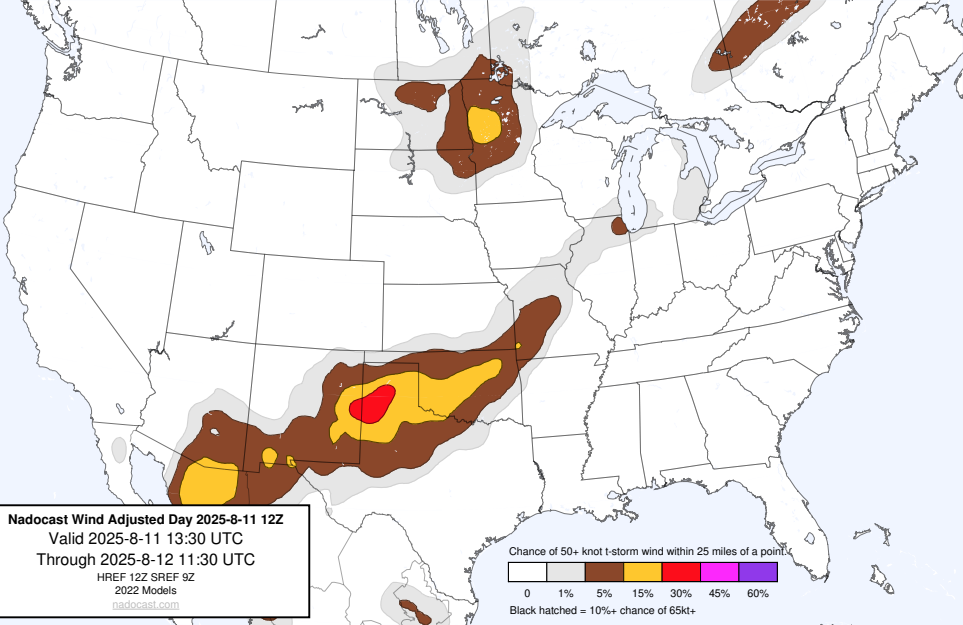 Nadocast Wind Adjusted Day 2025-8-11 12Z
Valid 2025-8-11 13:30 UTC
Through 2025-8-12 11:30 UTC
HREF 12Z SREF 9Z
2022 Models
nadocast.com
Chance of 50+ knot t-storm wind within 25 miles of a point.
0 1% 5% 15% 30% 45% 60%
Black hatched = 10%+ chance of 65kt+